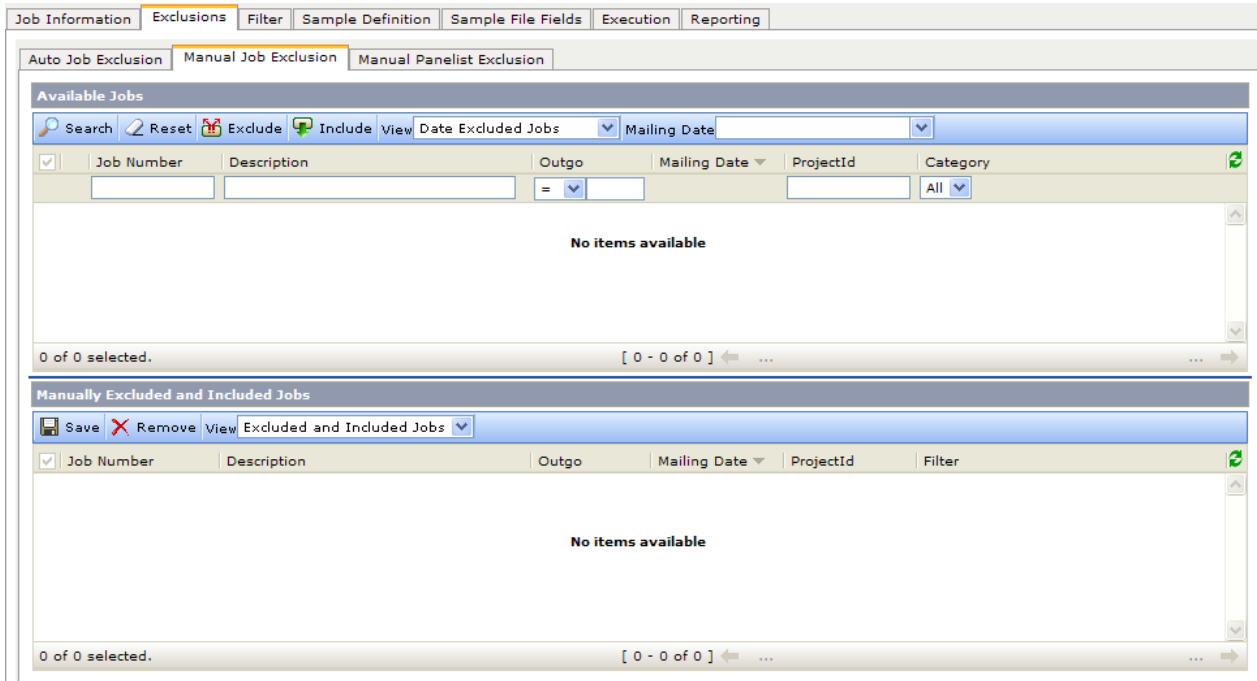 Job Information Exclusions Filter Sample Definition Sample File Fields Execution Reporting
Auto Job Exclusion Manual Job Exclusion Manual Panelist Exclusion
Available Jobs
Search Reset Exclude Include View Date Excluded Jobs Mailing Date
Job Number Description Outgo Mailing Date ProjectId Category
= All
No items available
0 of 0 selected. [ 0 - 0 of 0 ] ... ...
Manually Excluded and Included Jobs
Save Remove View Excluded and Included Jobs
Job Number Description Outgo Mailing Date ProjectId Filter
No items available
0 of 0 selected. [ 0 - 0 of 0 ] ... ...